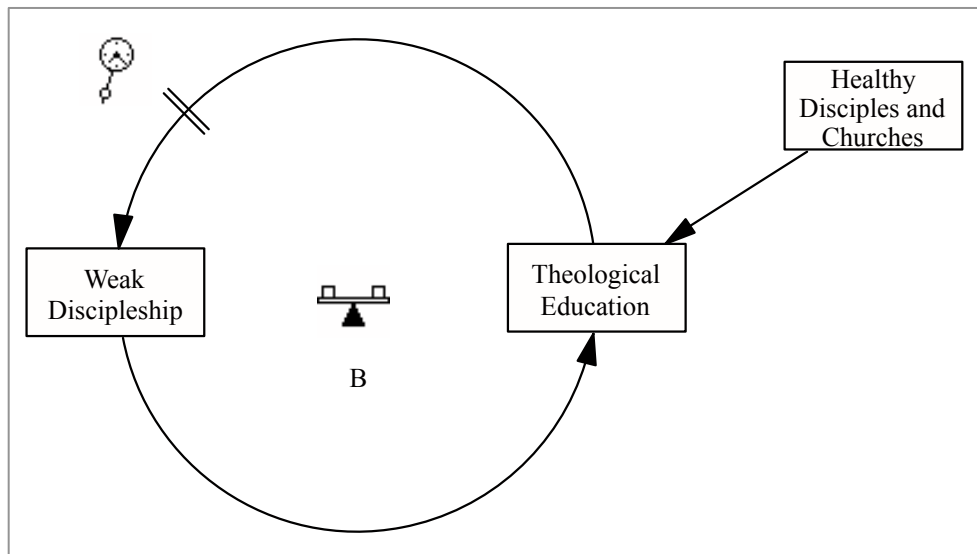 Healthy
Disciples and
Churches
Weak
Discipleship
Theological
Education
B